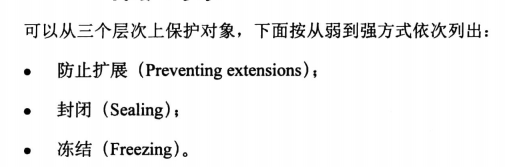 可以从三个层次上保护对象，下面按从弱到强方式依次列出：
• 防止扩展（Preventing extensions）；
• 封闭（Sealing）；
• 冻结（Freezing）。